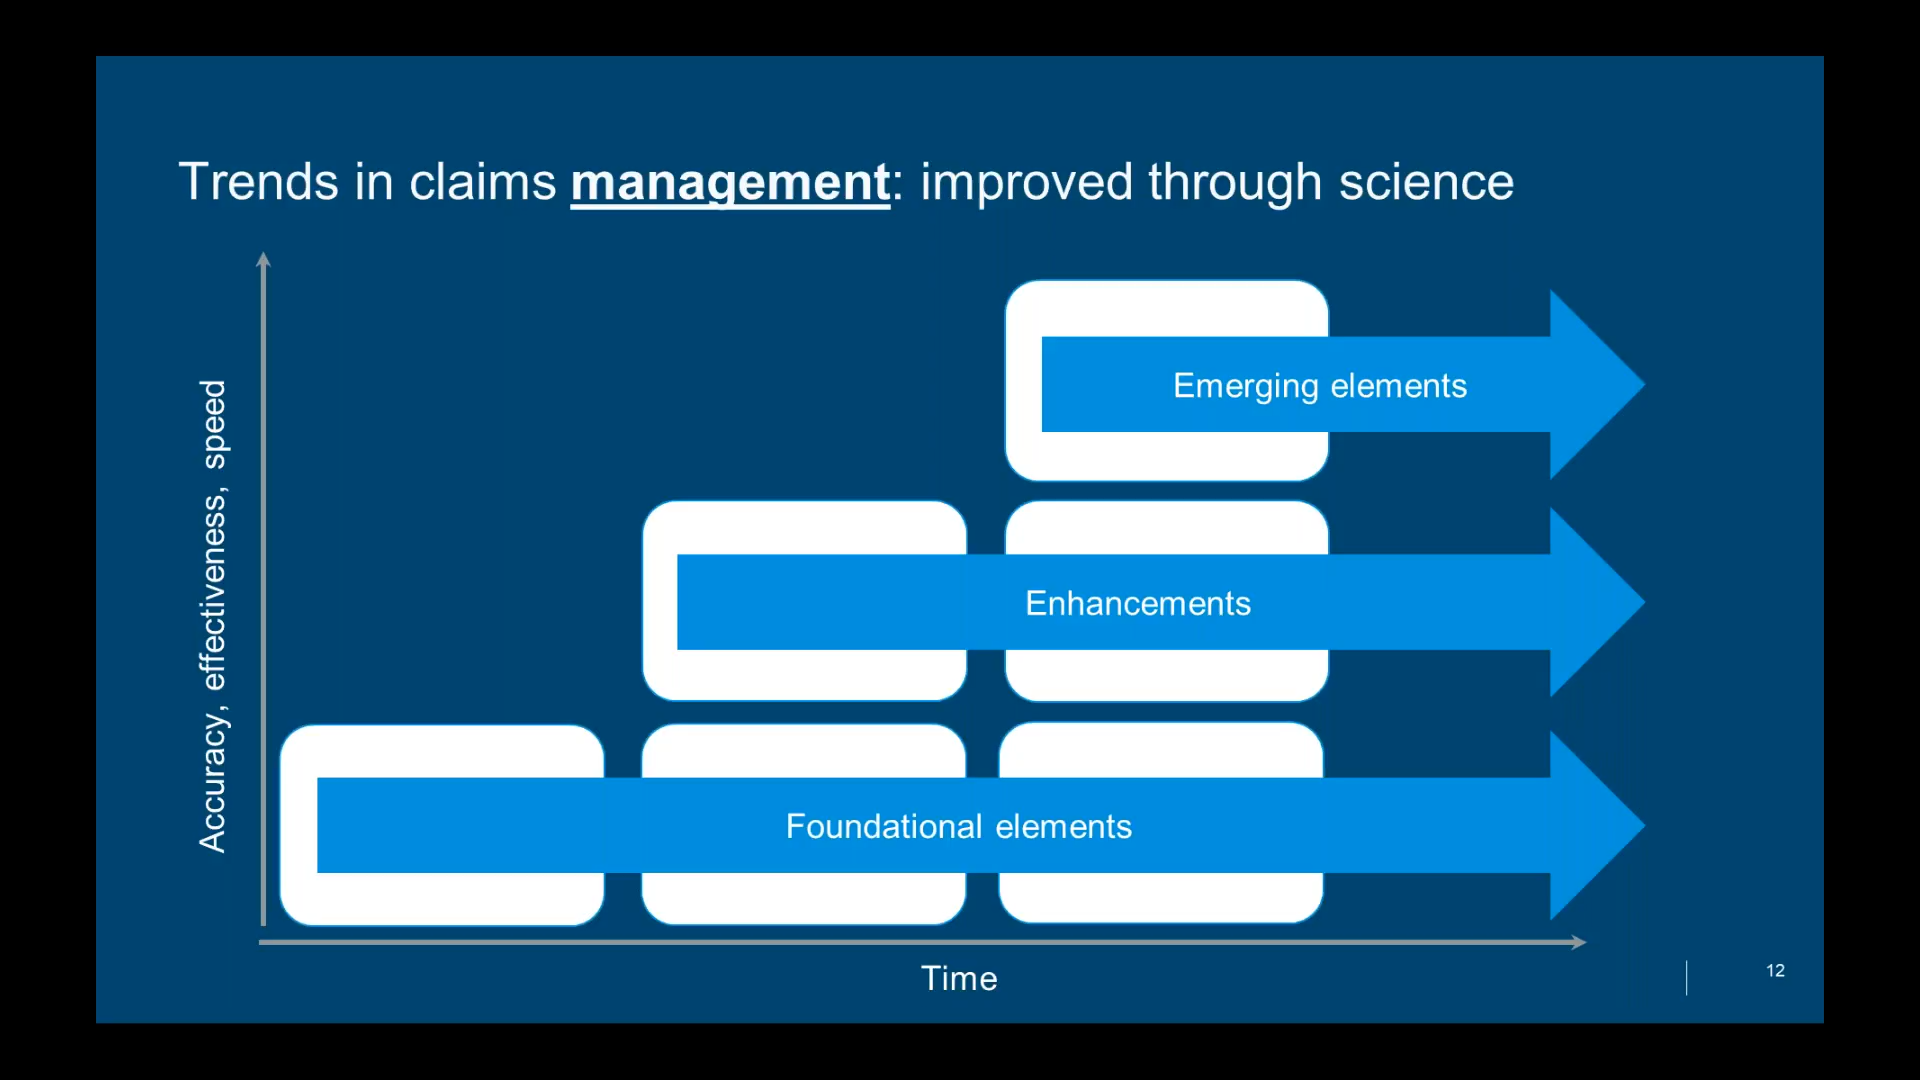 Trends in claims management: improved through science
Accuracy, effectiveness, speed
Emerging elements
Enhancements
Foundational elements
Time
12